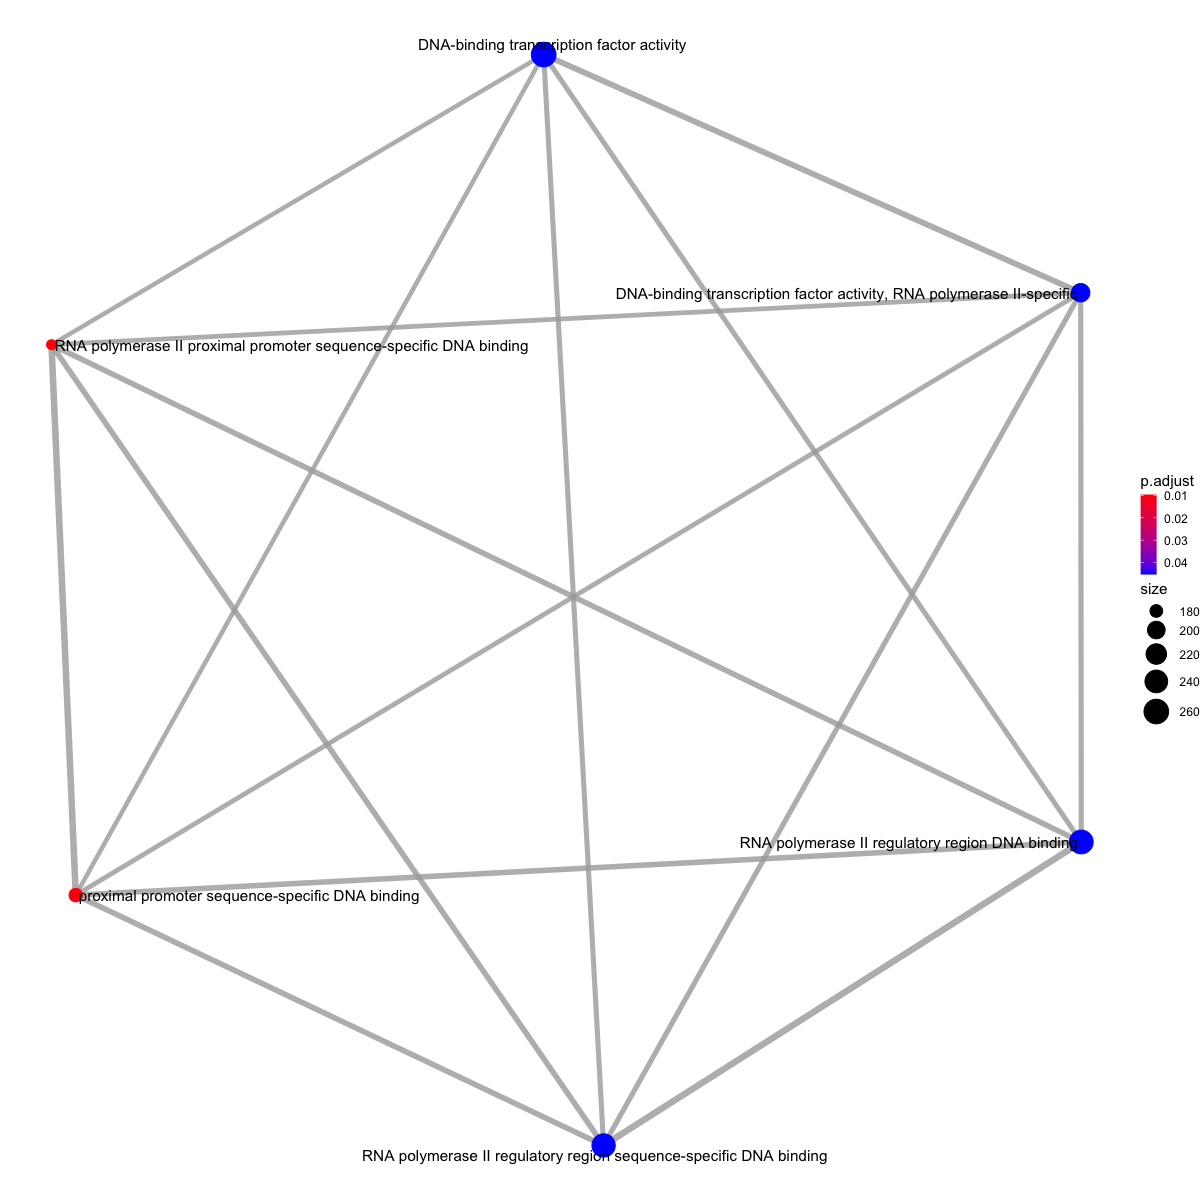 DNA-binding transcription factor activity
DNA-binding transcription factor activity, RNA polymerase II-specific
RNA polymerase II proximal promoter sequence-specific DNA binding
p.adjust
0.01
0.02
0.03
0.04
size
180
200
220
240
260
RNA polymerase II regulatory region DNA binding
proximal promoter sequence-specific DNA binding
RNA polymerase II regulatory region sequence-specific DNA binding